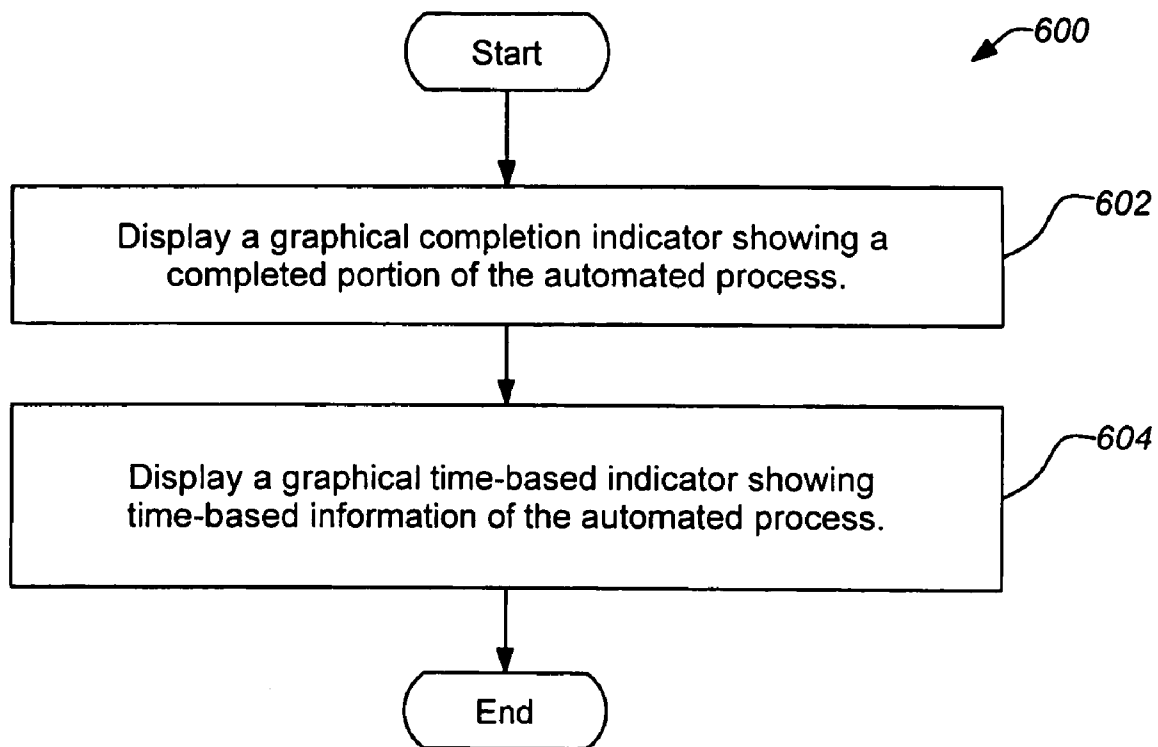 Start
600
Display a graphical completion indicator showing a
completed portion of the automated process.
602
Display a graphical time-based indicator showing
time-based information of the automated process.
604
End